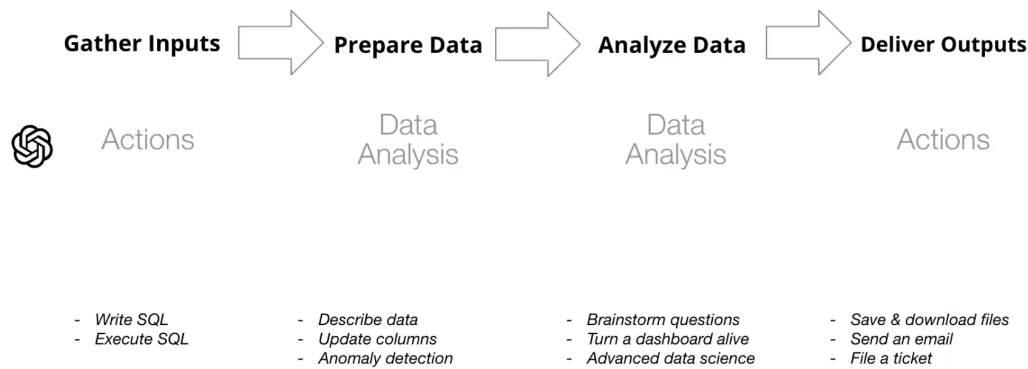 Gather Inputs
Prepare Data
Analyze Data
Deliver Outputs
Actions
Data
Analysis
Data
Analysis
Actions
- Write SQL
- Execute SQL
- Describe data
- Update columns
- Anomaly detection
- Brainstorm questions
- Turn a dashboard alive
- Advanced data science
- Save & download files
- Send an email
- File a ticket